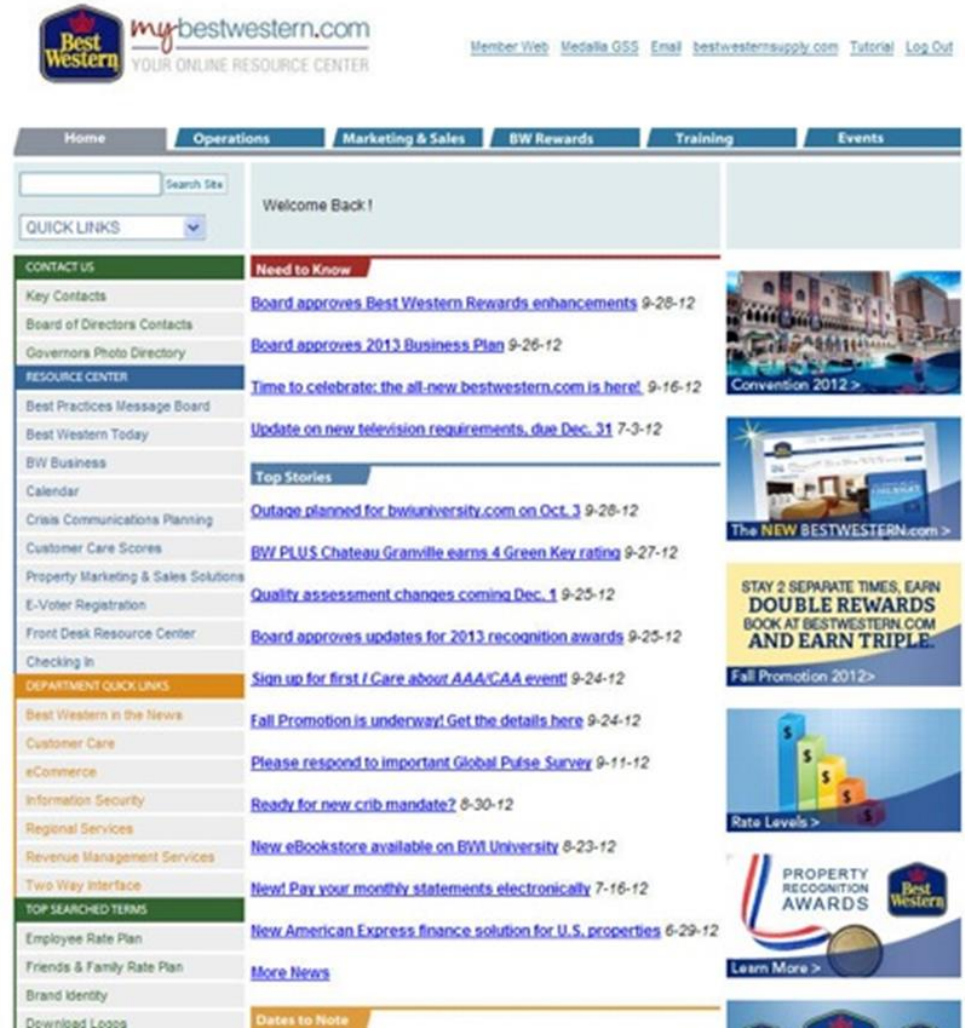 Best
Western
mybestwestern.com
YOUR ONLINE RESOURCE CENTER
Member Web Medallia GSS Email bestwesternsupply.com Tutorial Log Out
Home Operations Marketing & Sales BW Rewards Training Events
Search Site
QUICK LINKS
Welcome Back !
CONTACT US
Key Contacts
Board of Directors Contacts
Governors Photo Directory
RESOURCE CENTER
Best Practices Message Board
Best Western Today
BW Business
Calendar
Crisis Communications Planning
Customer Care Scores
Property Marketing & Sales Solutions
E-Voter Registration
Front Desk Resource Center
Checking In
DEPARTMENT QUICK LINKS
Best Western in the News
Customer Care
eCommerce
Information Security
Regional Services
Revenue Management Services
Two Way Interface
TOP SEARCHED TERMS
Employee Rate Plan
Friends & Family Rate Plan
Brand Identity
Download Logos
Need to Know
Board approves Best Western Rewards enhancements 9-28-12
Board approves 2013 Business Plan 9-26-12
Time to celebrate: the all-new bestwestern.com is here! 9-16-12
Update on new television requirements, due Dec. 31 7-3-12
Top Stories
Outage planned for bwiuniversity.com on Oct. 3 9-28-12
BW PLUS Chateau Granville earns 4 Green Key rating 9-27-12
Quality assessment changes coming Dec. 1 9-25-12
Board approves updates for 2013 recognition awards 9-25-12
Sign up for first I Care about AAA/CAA event! 9-24-12
Fall Promotion is underway! Get the details here 9-24-12
Please respond to important Global Pulse Survey 9-11-12
Ready for new crib mandate? 8-30-12
New eBookstore available on BWI University 8-23-12
New! Pay your monthly statements electronically 7-16-12
New American Express finance solution for U.S. properties 6-29-12
More News
Dates to Note
Convention 2012 >
The NEW BESTWESTERN.com >
STAY 2 SEPARATE TIMES, EARN
DOUBLE REWARDS
BOOK AT BESTWESTERN.COM
AND EARN TRIPLE.
Fall Promotion 2012>
$
$
$
$
$
Rate Levels >
PROPERTY
RECOGNITION
AWARDS
Best
Western
Learn More >